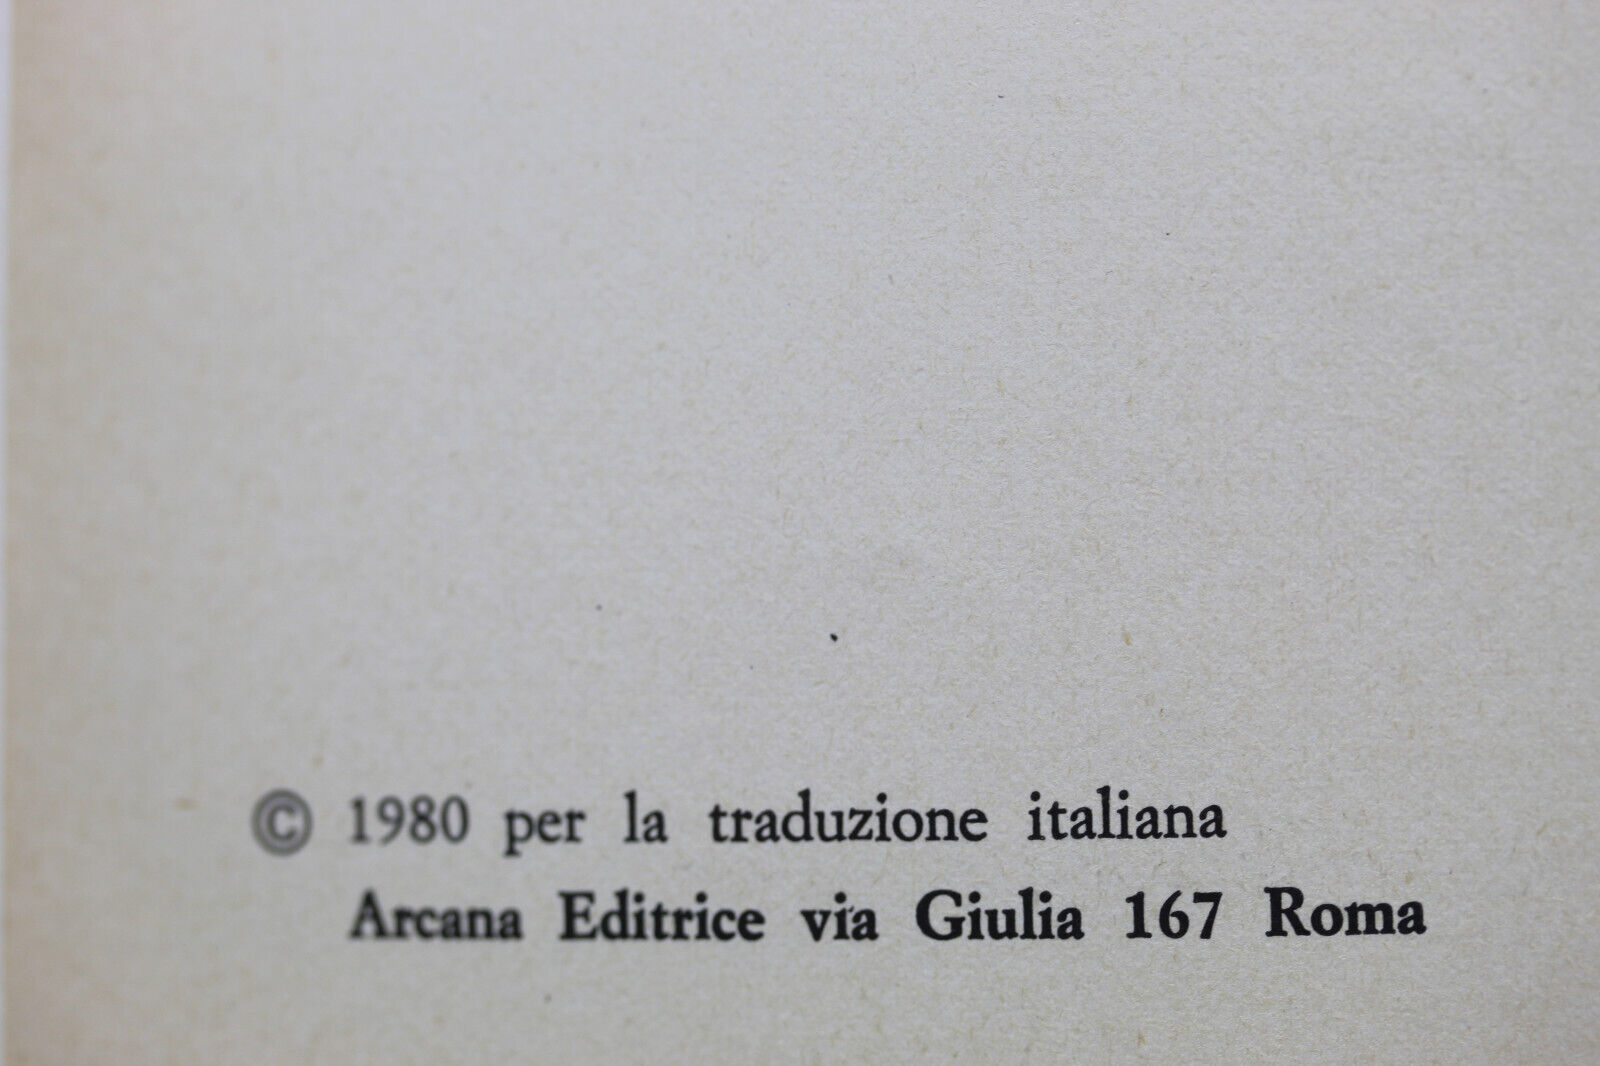 © 1980 per la traduzione italiana
Arcana Editrice via Giulia 167 Roma